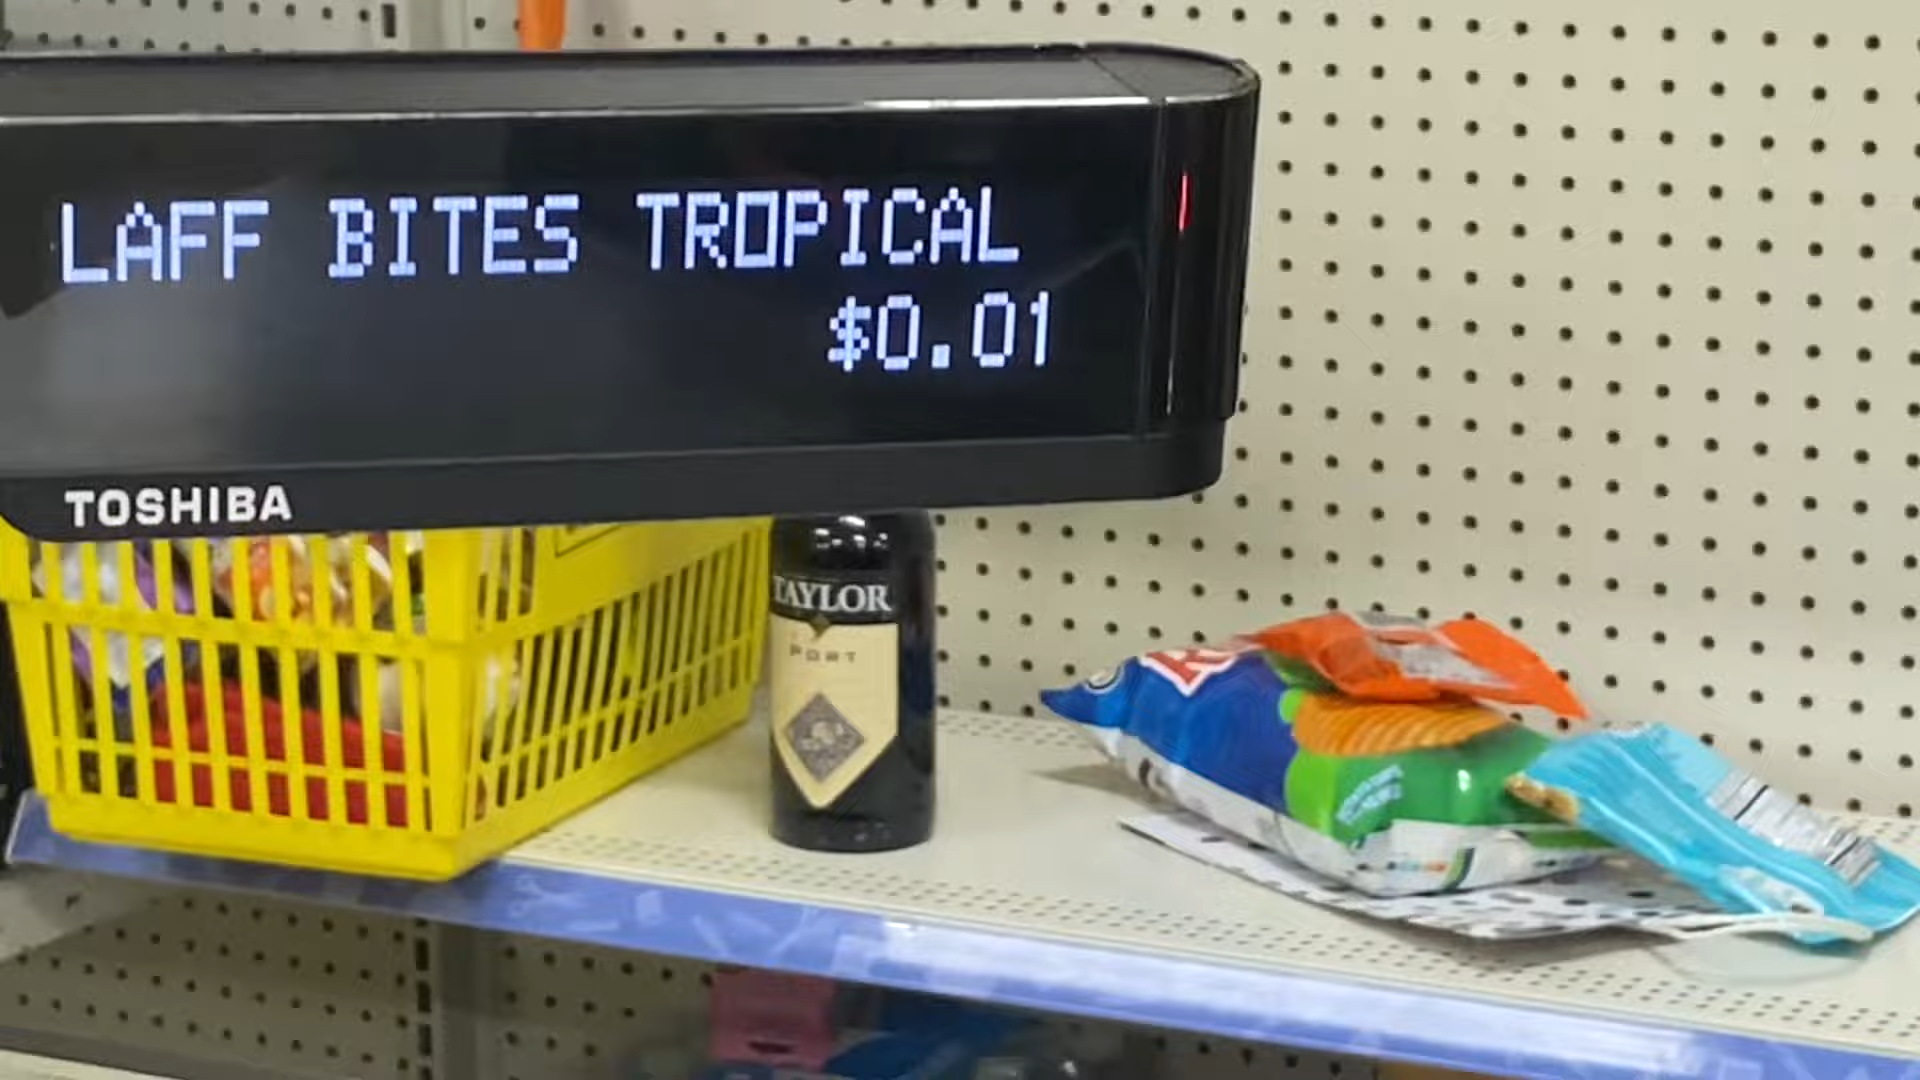 LAFF BITES TROPICAL
$0.01
TOSHIBA
TAYLOR
PORT